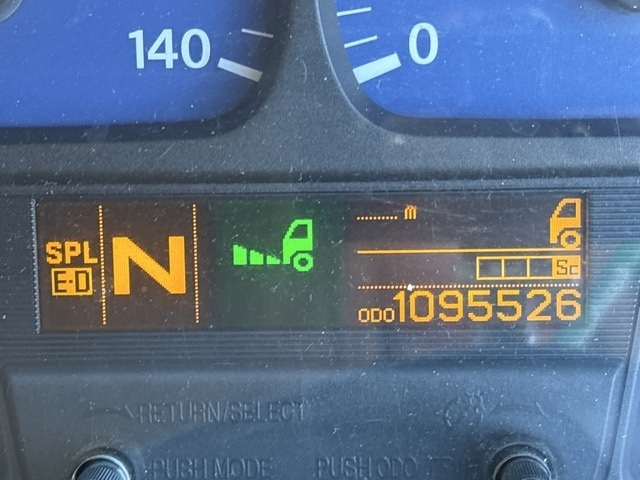 140
0
m
SPL
E-D
N
Sc
ODO1095526
RETURN/SELECT
PUSH MODE
PUSH ODO